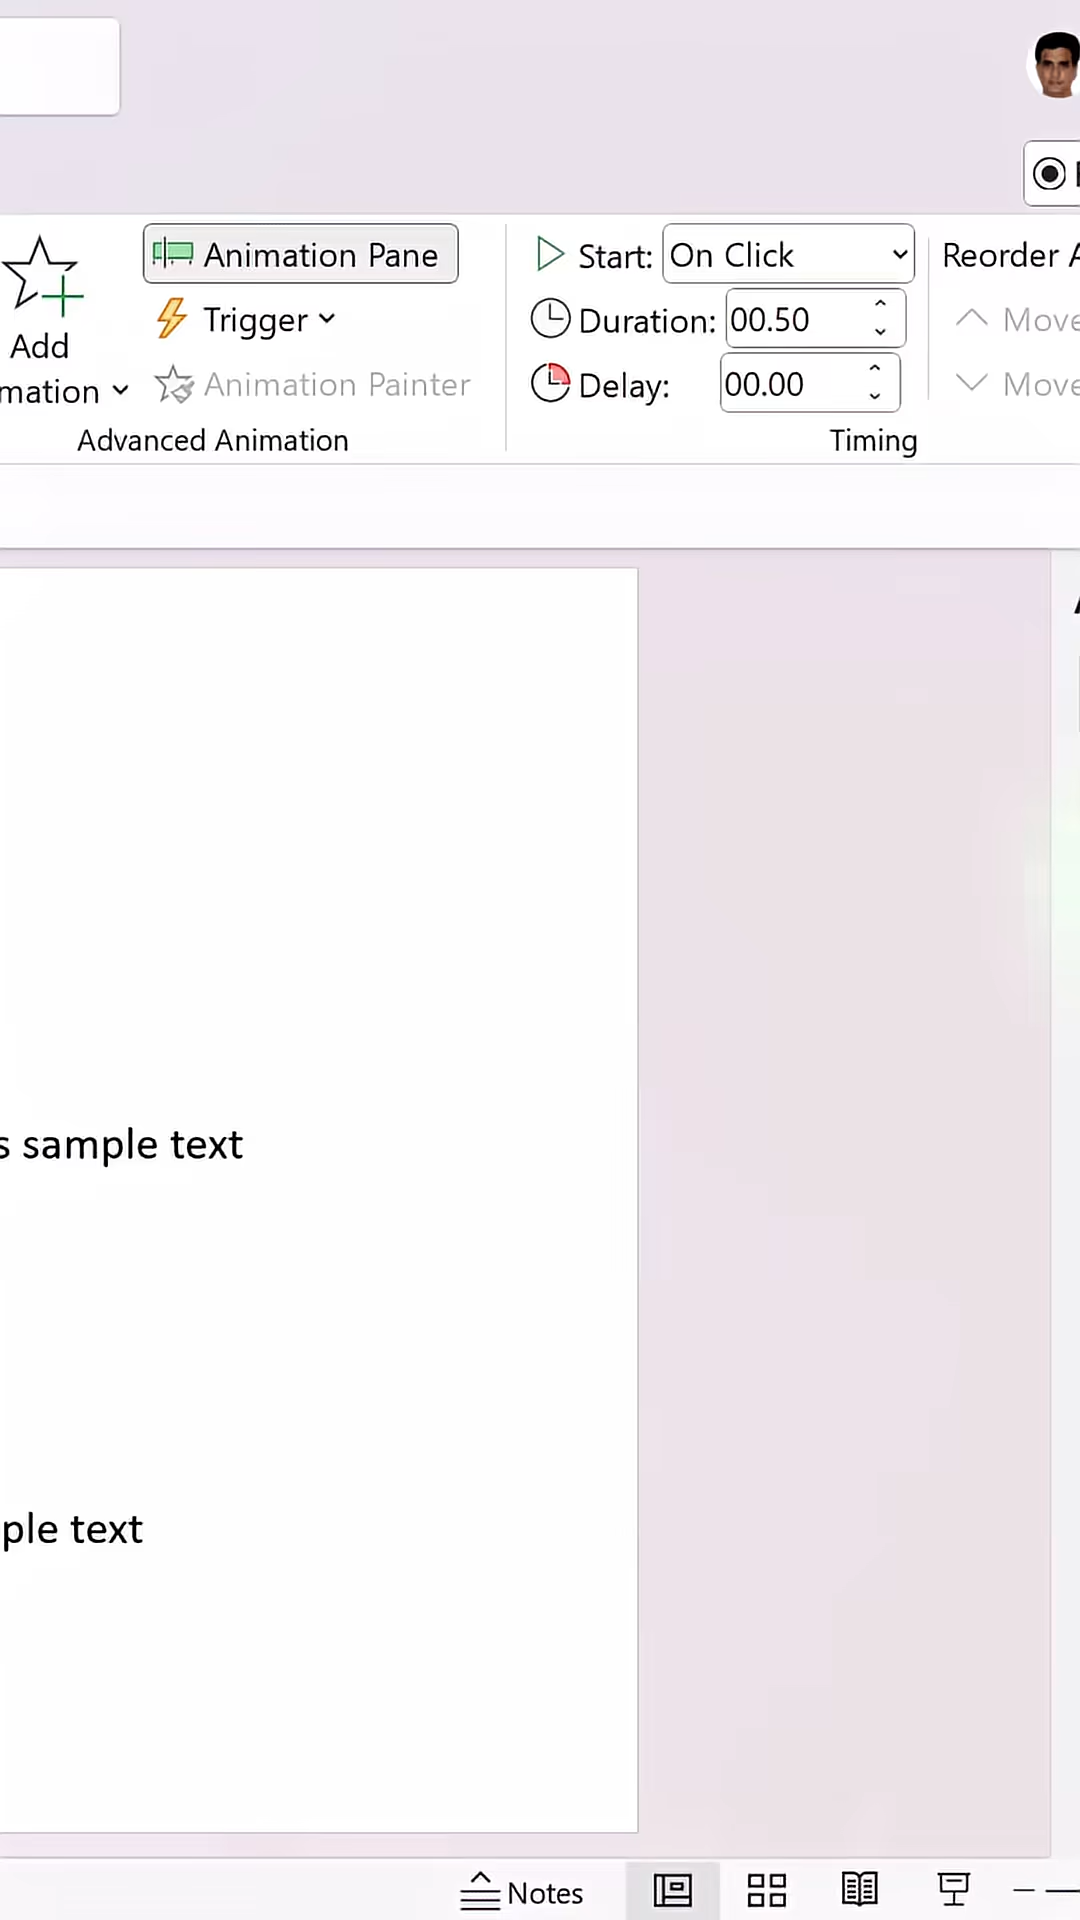 Animation Pane
Start: On Click
Reorder
Trigger
Duration: 00.50
Move
Add
mation
Animation Painter
Delay: 00.00
Move
Advanced Animation
Timing
s sample text
ple text
Notes